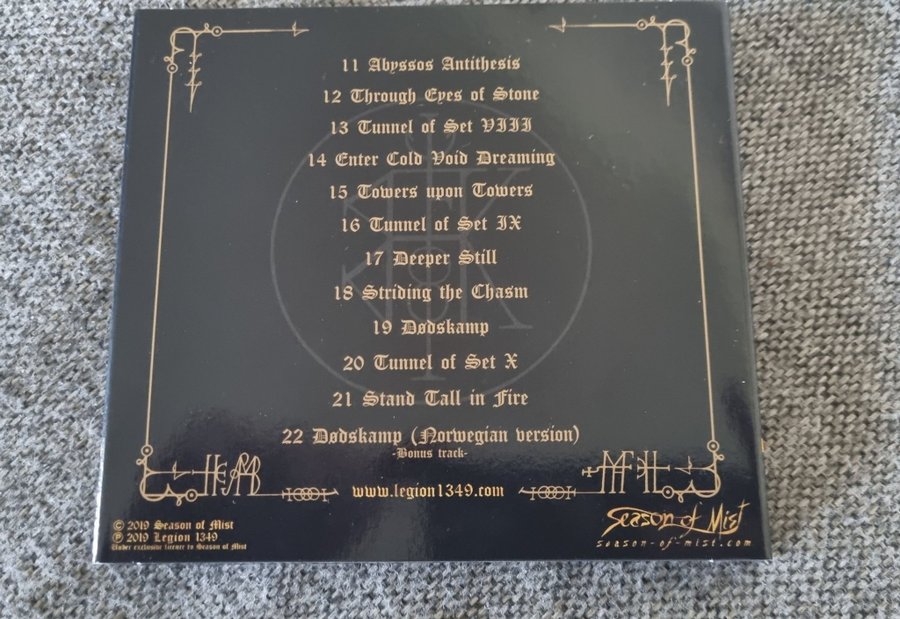 11 Abyssos Antithesis
12 Through Eyes of Stone
13 Tunnel of Set VIII
14 Enter Cold Void Dreaming
15 Towers upon Towers
16 Tunnel of Set IX
17 Deeper Still
18 Striding the Chasm
19 Dødskamp
20 Tunnel of Set X
21 Stand Tall in Fire
22 Dødskamp (Norwegian version)
-Bonus track-
www.legion1349.com
© 2019 Season of Mist
℗ 2019 Legion 1349
Under exclusive licence to Season of Mist
Season of Mist
season-of-mist.com